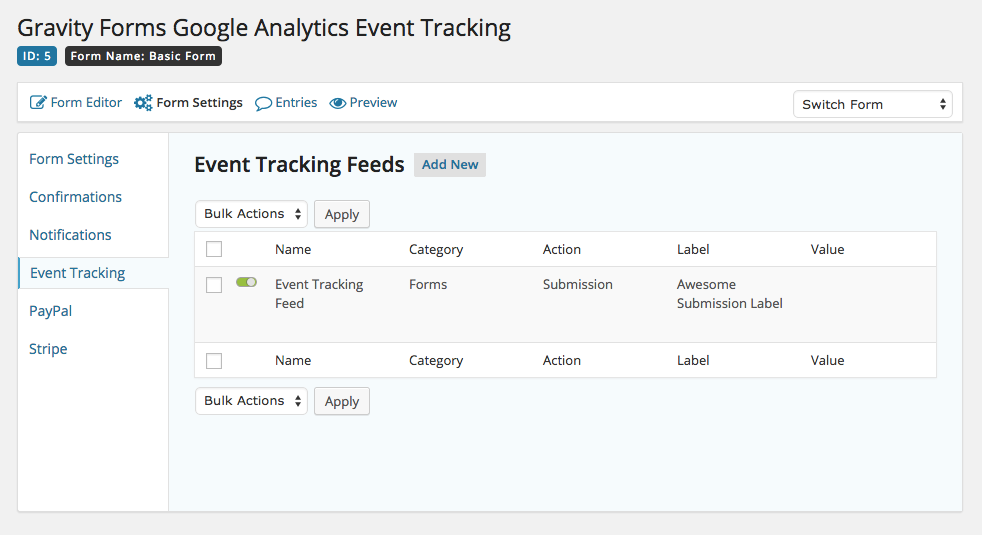 Gravity Forms Google Analytics Event Tracking
ID: 5 Form Name: Basic Form
Form Editor Form Settings Entries Preview Switch Form
Form Settings
Confirmations
Notifications
Event Tracking
PayPal
Stripe
Event Tracking Feeds Add New
Bulk Actions Apply
Name Category Action Label Value
Event Tracking Forms Submission Awesome
Feed Submission Label
Name Category Action Label Value
Bulk Actions Apply